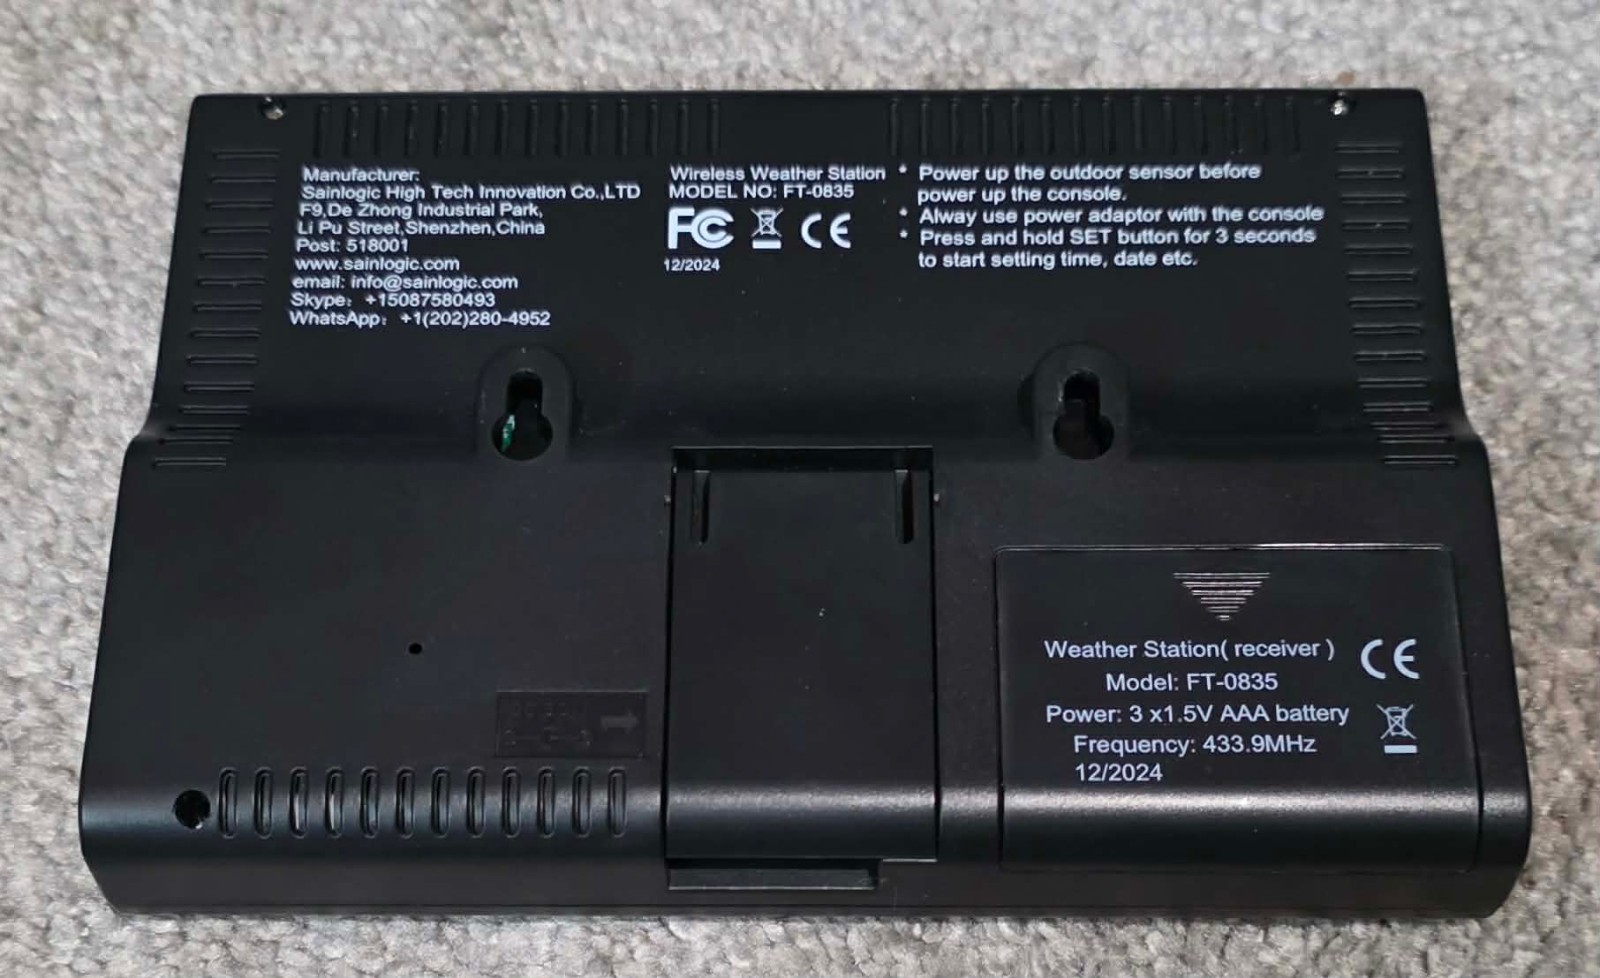 Manufacturer:
Sainlogic High Tech Innovation Co.,LTD
F9,De Zhong Industrial Park,
Li Pu Street,Shenzhen,China
Post: 518001
www.sainlogic.com
email: info@sainlogic.com
Skype: +15087580493
WhatsApp: +1(202)280-4952
Wireless Weather Station
MODEL NO: FT-0835
FC CE
12/2024
* Power up the outdoor sensor before
power up the console.
* Alway use power adaptor with the console
* Press and hold SET button for 3 seconds
to start setting time, date etc.
Weather Station( receiver )
CE
Model: FT-0835
Power: 3 x1.5V AAA battery
Frequency: 433.9MHz
12/2024